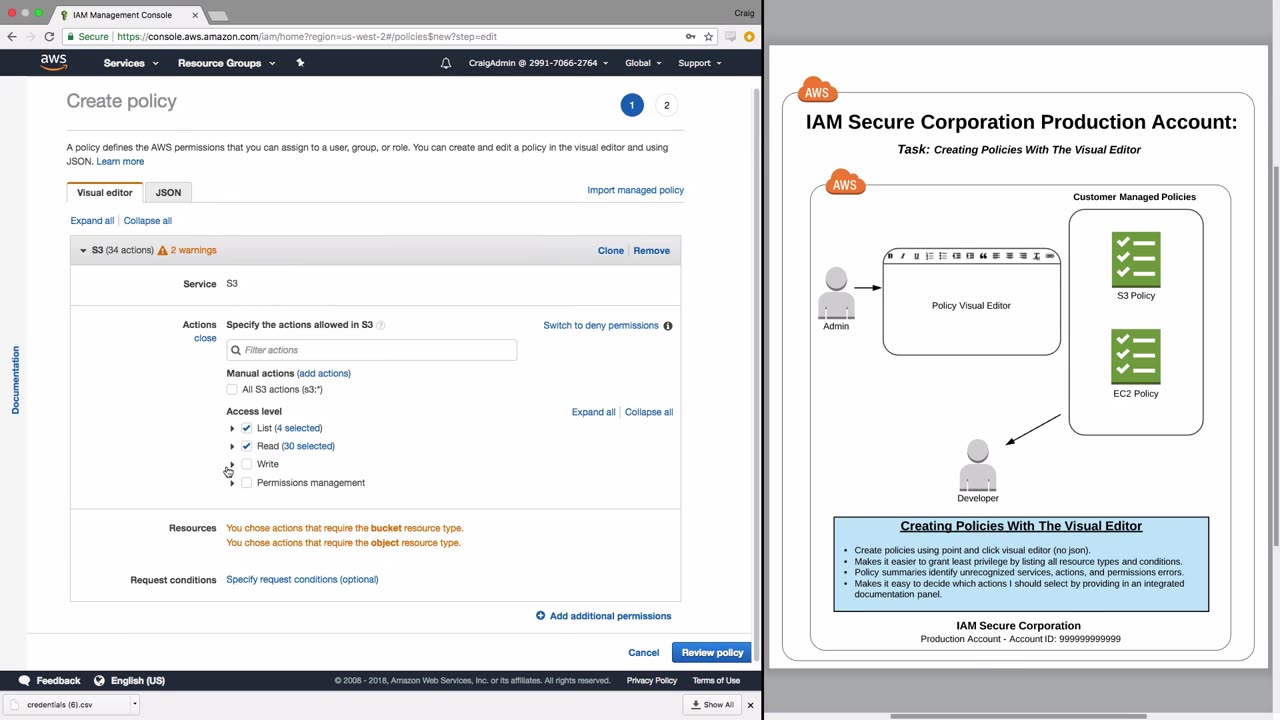 IAM Management Console
Craig
Secure
https://console.aws.amazon.com/iam/home?region=us-west-2#/policies$new?step=edit
aws
Services
Resource Groups
CraigAdmin @ 2991-7066-2764
Global
Support
Create policy
1
2
A policy defines the AWS permissions that you can assign to a user, group, or role. You can create and edit a policy in the visual editor and using
JSON. Learn more
Visual editor
JSON
Import managed policy
Expand all
Collapse all
S3 (34 actions) 2 warnings
Clone
Remove
Service
S3
Actions
close
Specify the actions allowed in S3
Switch to deny permissions
Filter actions
Manual actions (add actions)
All S3 actions (s3:*)
Access level
Expand all
Collapse all
List (4 selected)
Read (30 selected)
Write
Permissions management
Resources
You chose actions that require the bucket resource type.
You chose actions that require the object resource type.
Request conditions
Specify request conditions (optional)
Add additional permissions
Cancel
Review policy
Documentation
Feedback
English (US)
© 2008 - 2018, Amazon Web Services, Inc. or its affiliates. All rights reserved.
Privacy Policy
Terms of Use
credentials (6).csv
Show All
AWS
IAM Secure Corporation Production Account:
Task: Creating Policies With The Visual Editor
AWS
Customer Managed Policies
Policy Visual Editor
Admin
S3 Policy
EC2 Policy
Developer
Creating Policies With The Visual Editor
• Create policies using point and click visual editor (no json).
• Makes it easier to grant least privilege by listing all resource types and conditions.
• Policy summaries identify unrecognized services, actions, and permissions errors.
• Makes it easy to decide which actions I should select by providing in an integrated
documentation panel.
IAM Secure Corporation
Production Account - Account ID: 999999999999